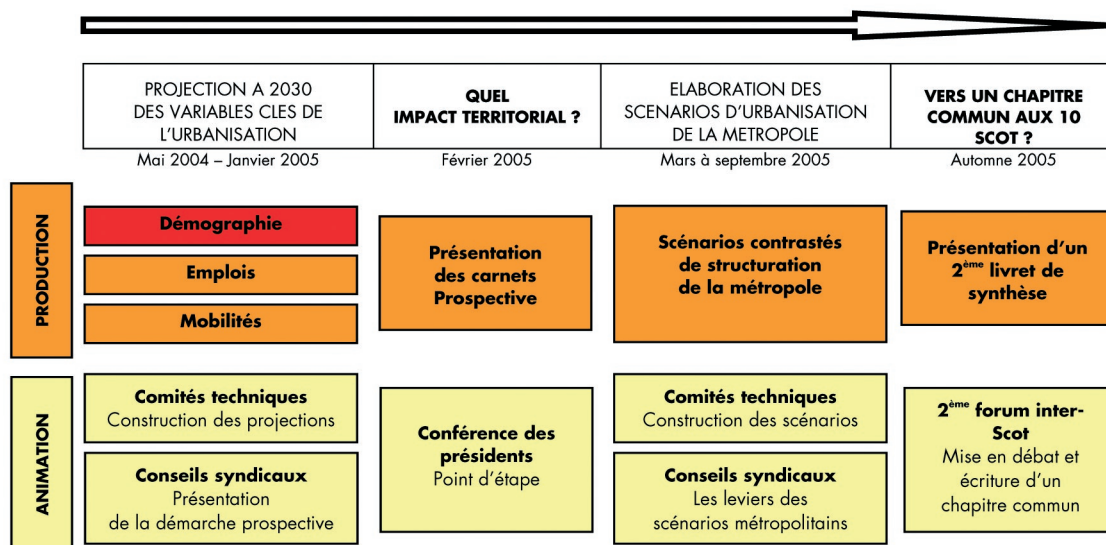 PROJECTION A 2030
DES VARIABLES CLES DE
L'URBANISATION
Mai 2004 – Janvier 2005
QUEL
IMPACT TERRITORIAL ?
Février 2005
ELABORATION DES
SCENARIOS D'URBANISATION
DE LA METROPOLE
Mars à septembre 2005
VERS UN CHAPITRE
COMMUN AUX 10
SCOT ?
Automne 2005
PRODUCTION
Démographie
Emplois
Mobilités
Présentation
des carnets
Prospective
Scénarios contrastés
de structuration
de la métropole
Présentation d'un
2ème livret de
synthèse
ANIMATION
Comités techniques
Construction des projections
Conseils syndicaux
Présentation
de la démarche prospective
Conférence des
présidents
Point d'étape
Comités techniques
Construction des scénarios
Conseils syndicaux
Les leviers des
scénarios métropolitains
2ème forum inter-
Scot
Mise en débat et
écriture d'un
chapitre commun